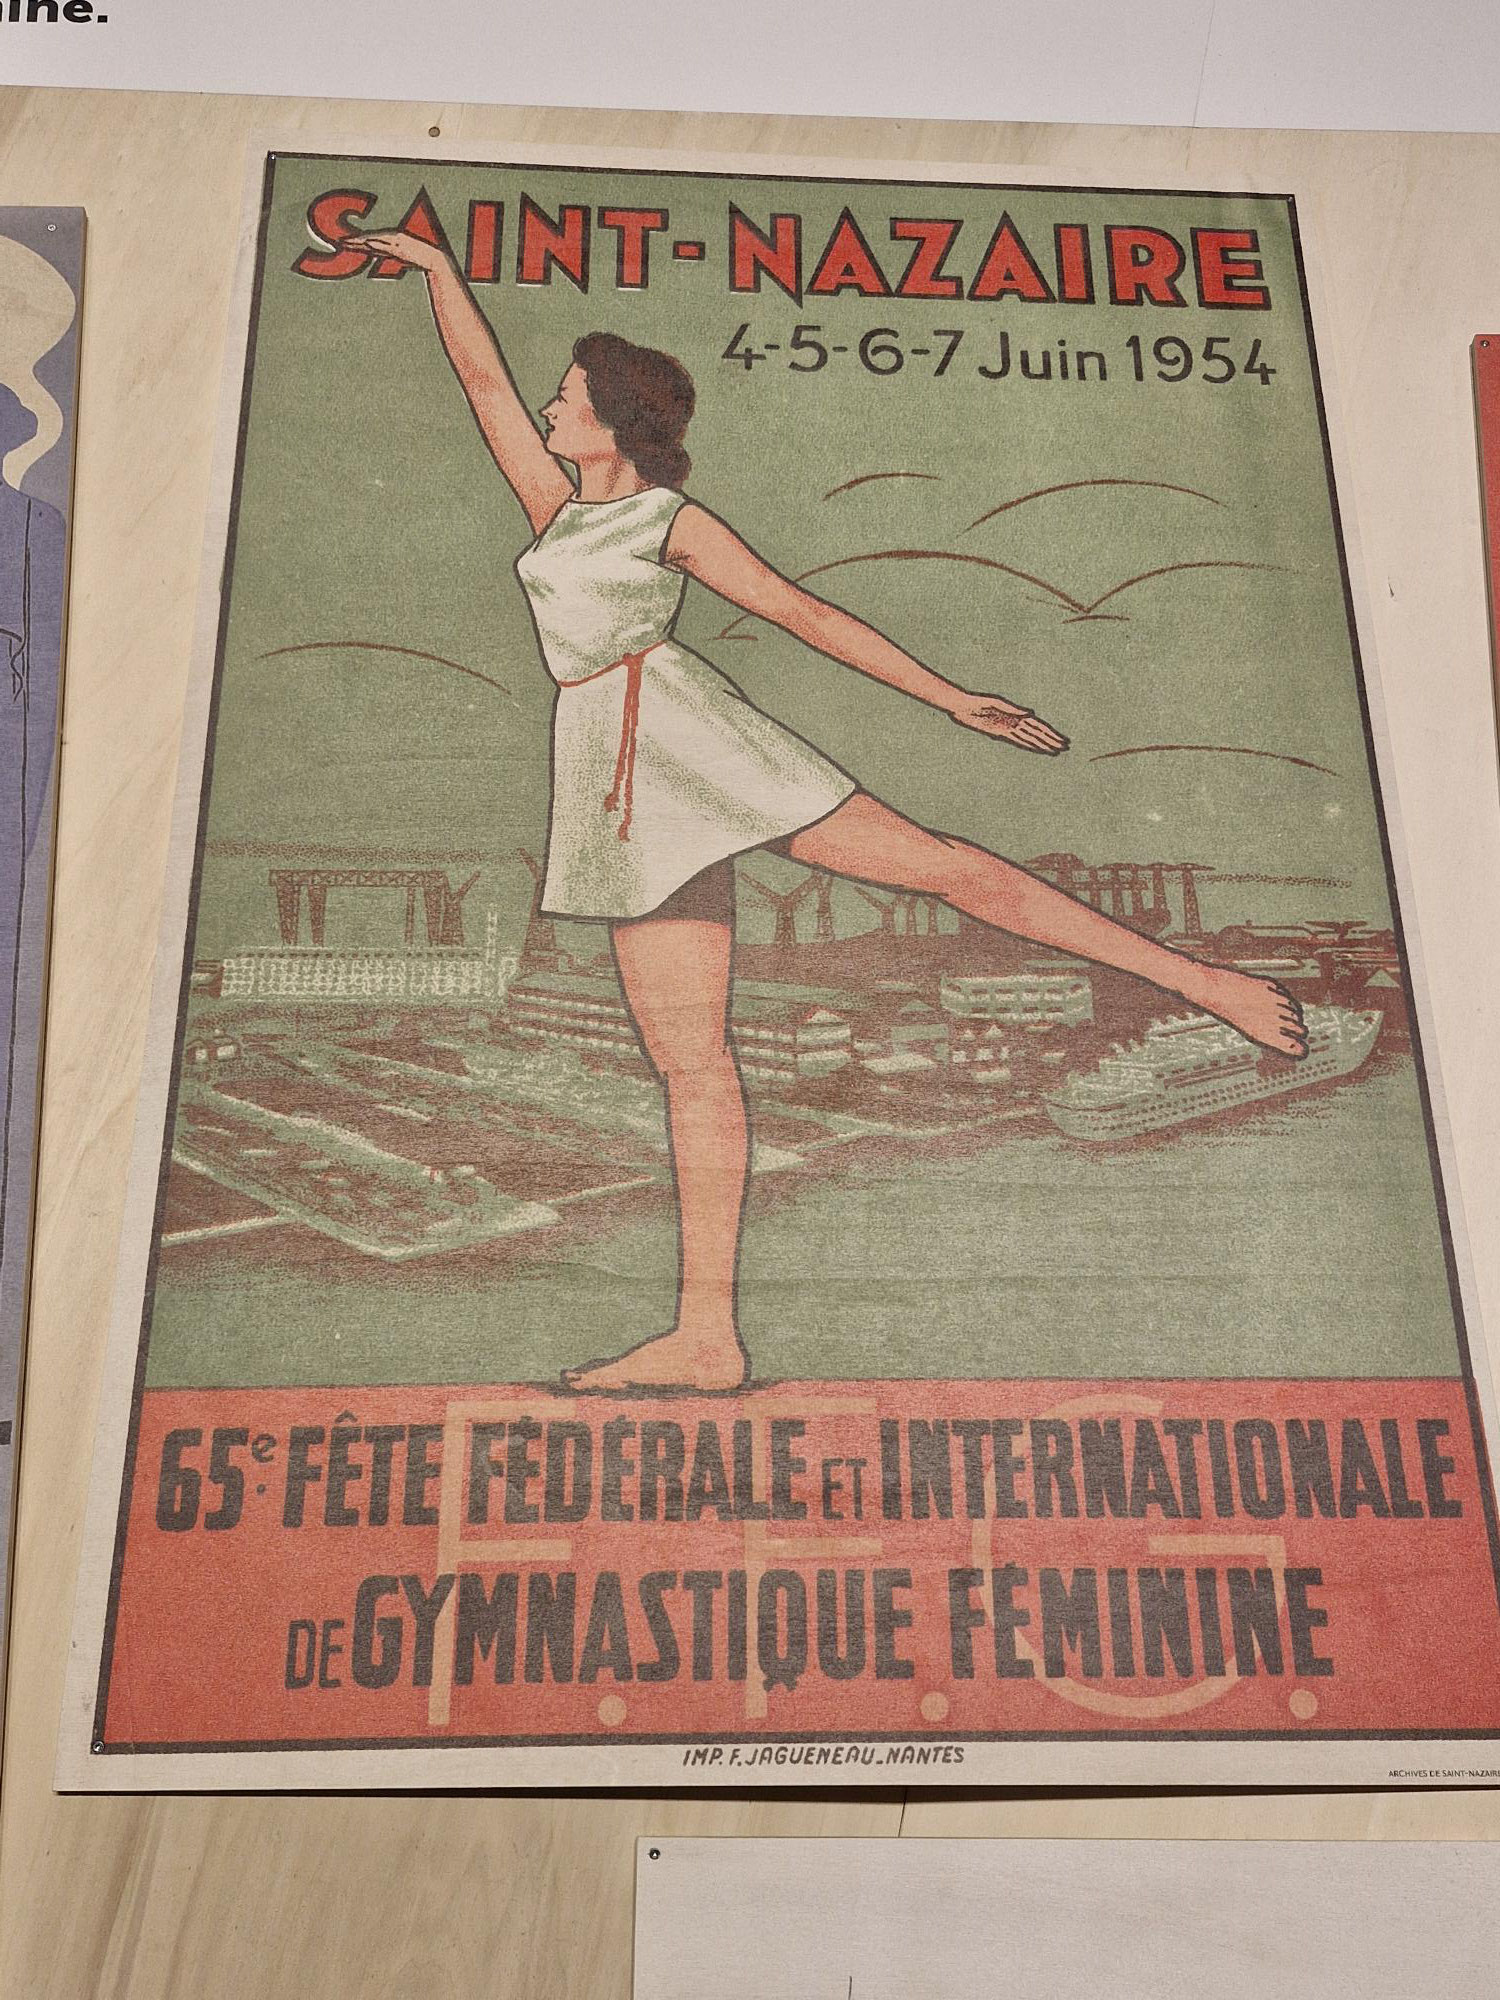 SAINT-NAZAIRE
4-5-6-7 Juin 1954
65e. FÊTE FÉDÉRALE ET INTERNATIONALE
DE GYMNASTIQUE FÉMININE
F. F. G.
IMP. F. JAGUENEAU_NANTES
ARCHIVES DE SAINT-NAZAIRE